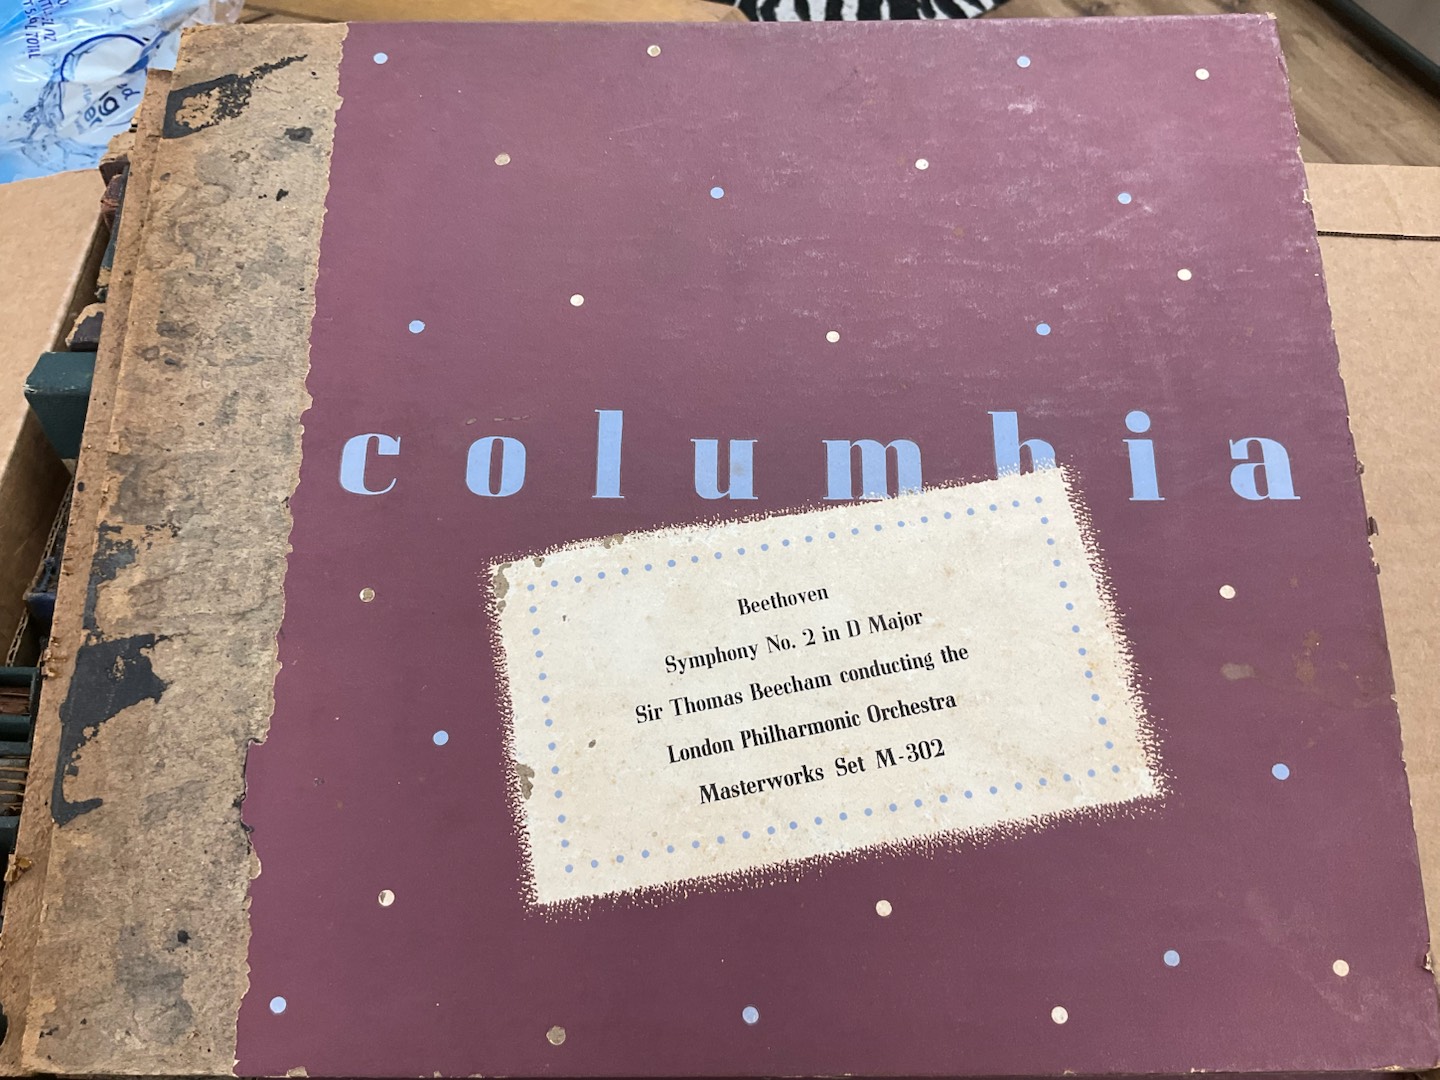 columbia
Beethoven
Symphony No. 2 in D Major
Sir Thomas Beecham conducting the
London Philharmonic Orchestra
Masterworks Set M-302